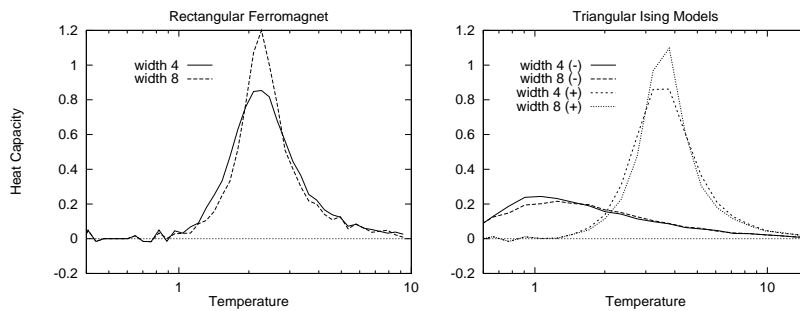 Rectangular Ferromagnet
Heat Capacity
1.2
1
0.8
0.6
0.4
0.2
0
-0.2
width 4
width 8
1
10
Temperature
Triangular Ising Models
1.2
1
0.8
0.6
0.4
0.2
0
-0.2
width 4 (-)
width 8 (-)
width 4 (+)
width 8 (+)
1
10
Temperature